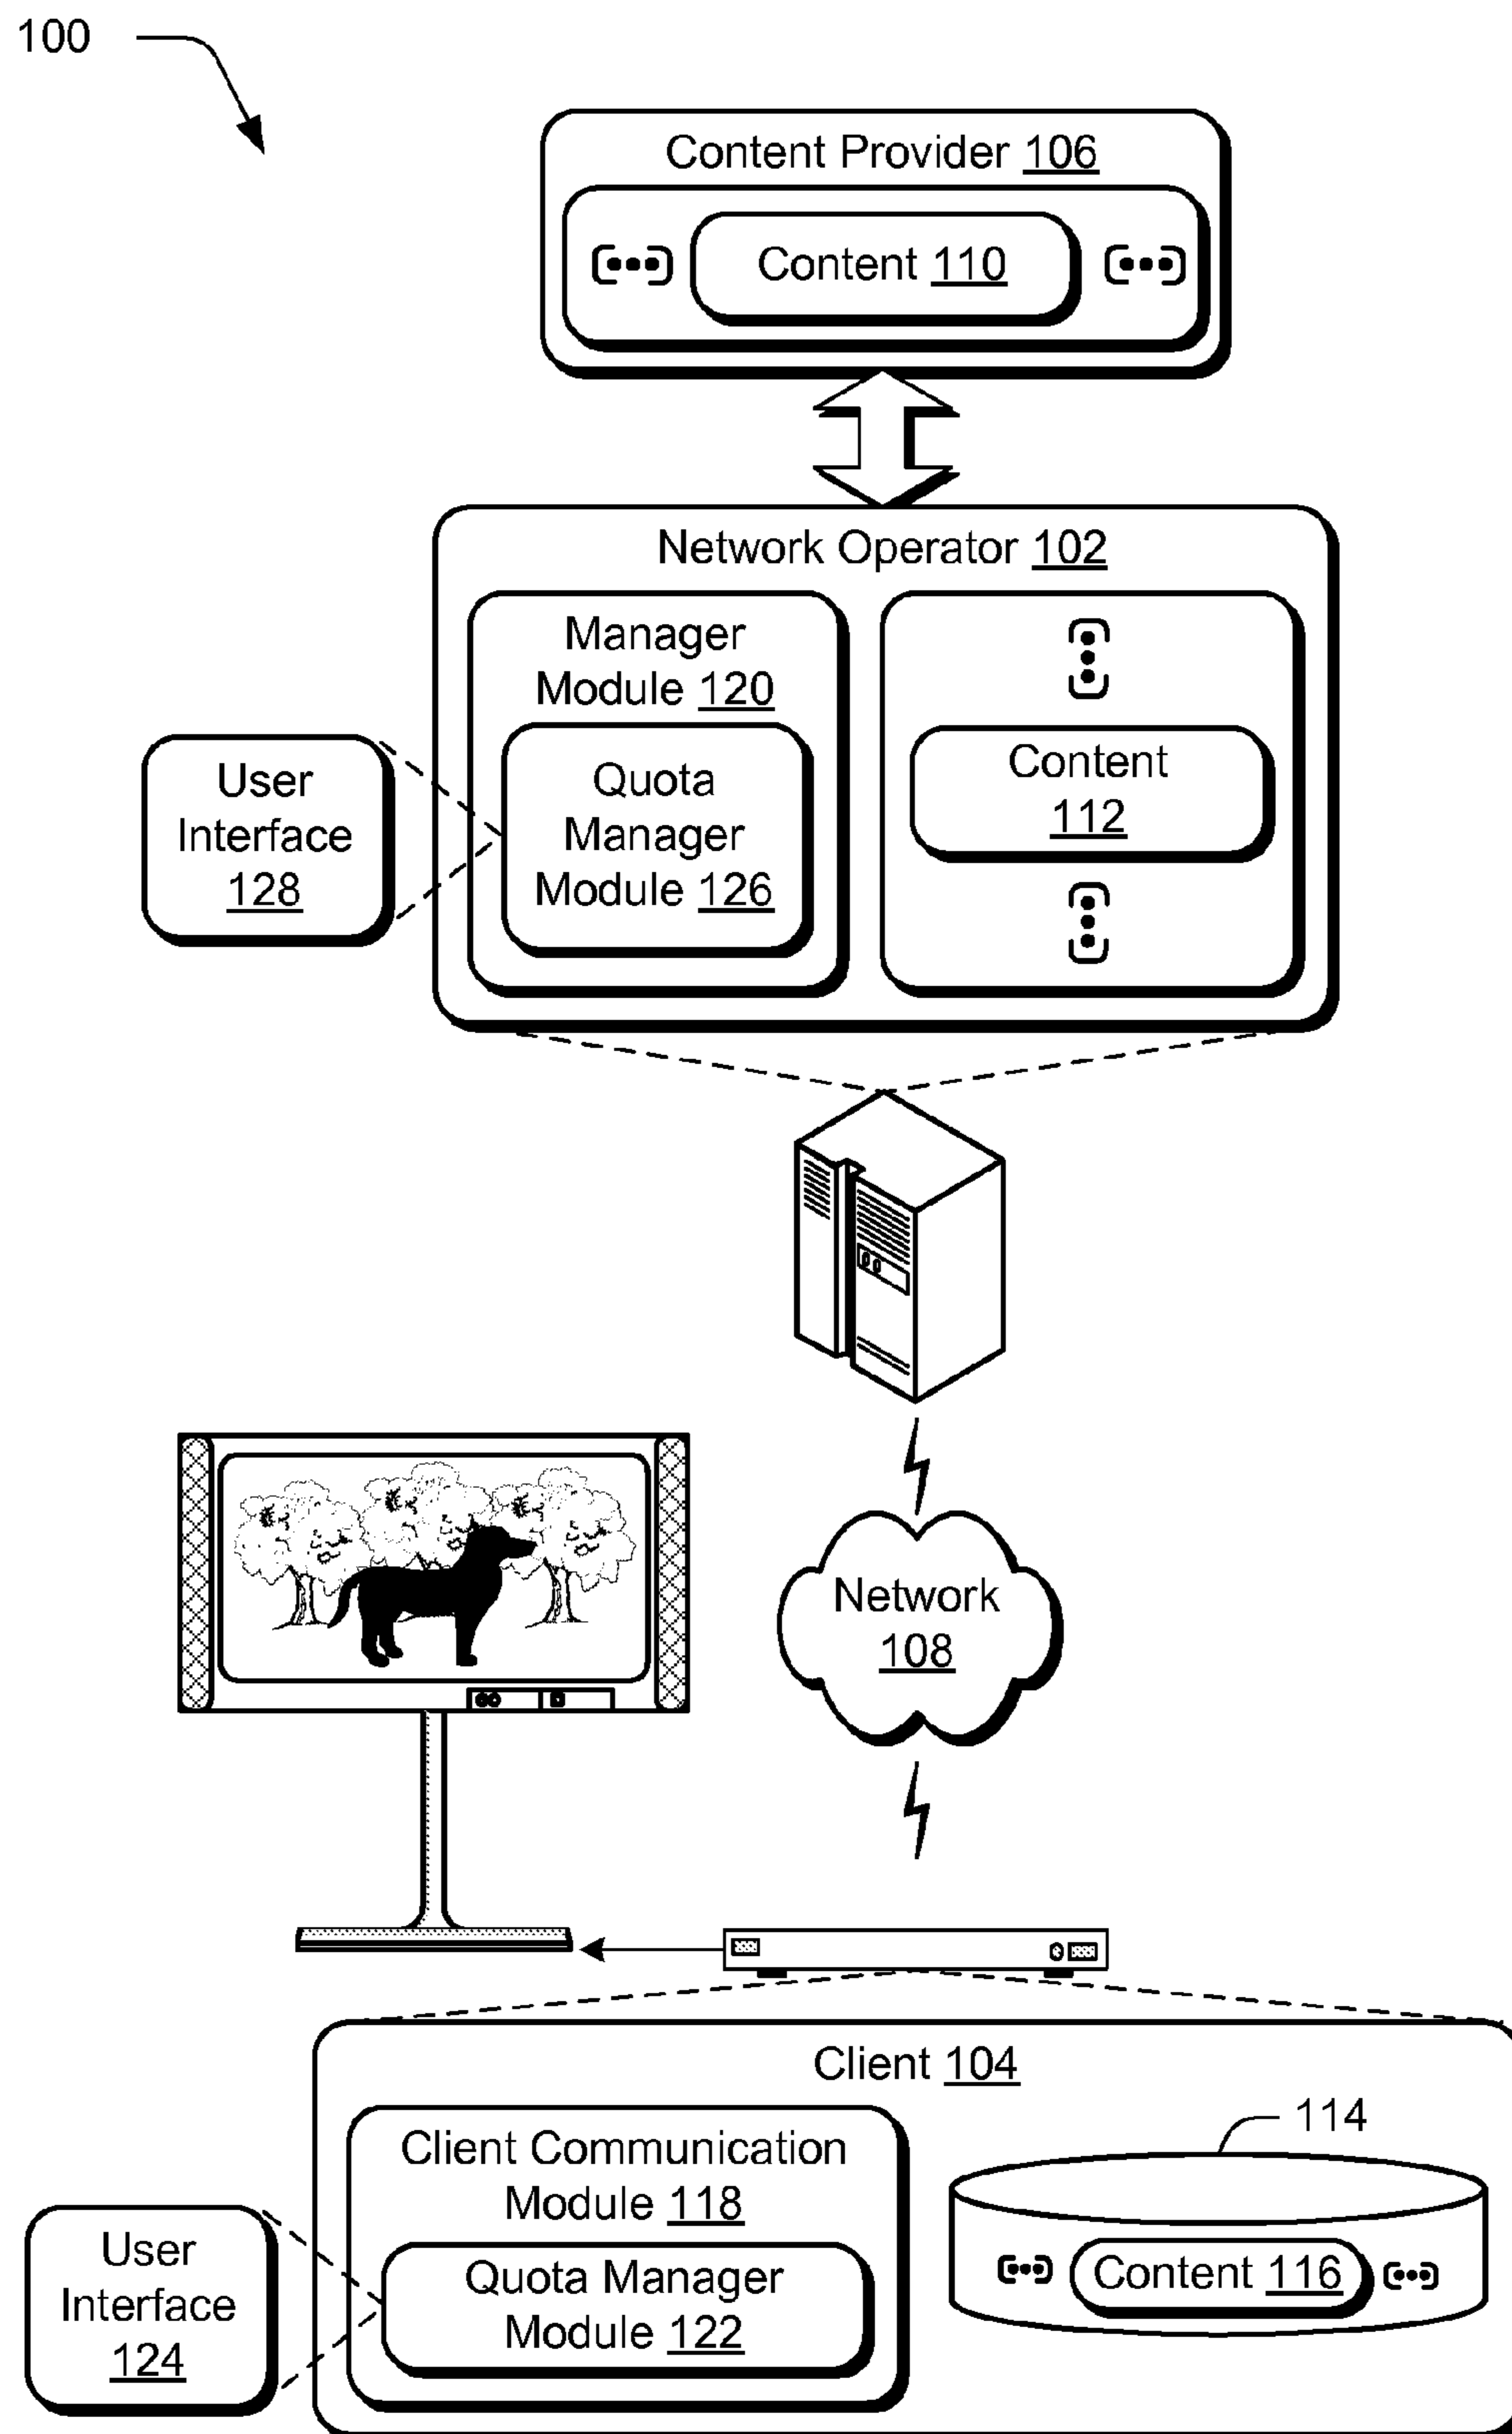 100
Content Provider 106
Content 110
Network Operator 102
Manager
Module 120
Quota
Manager
Module 126
Content
112
User
Interface
128
Network
108
Client 104
Client Communication
Module 118
Quota Manager
Module 122
114
Content 116
User
Interface
124